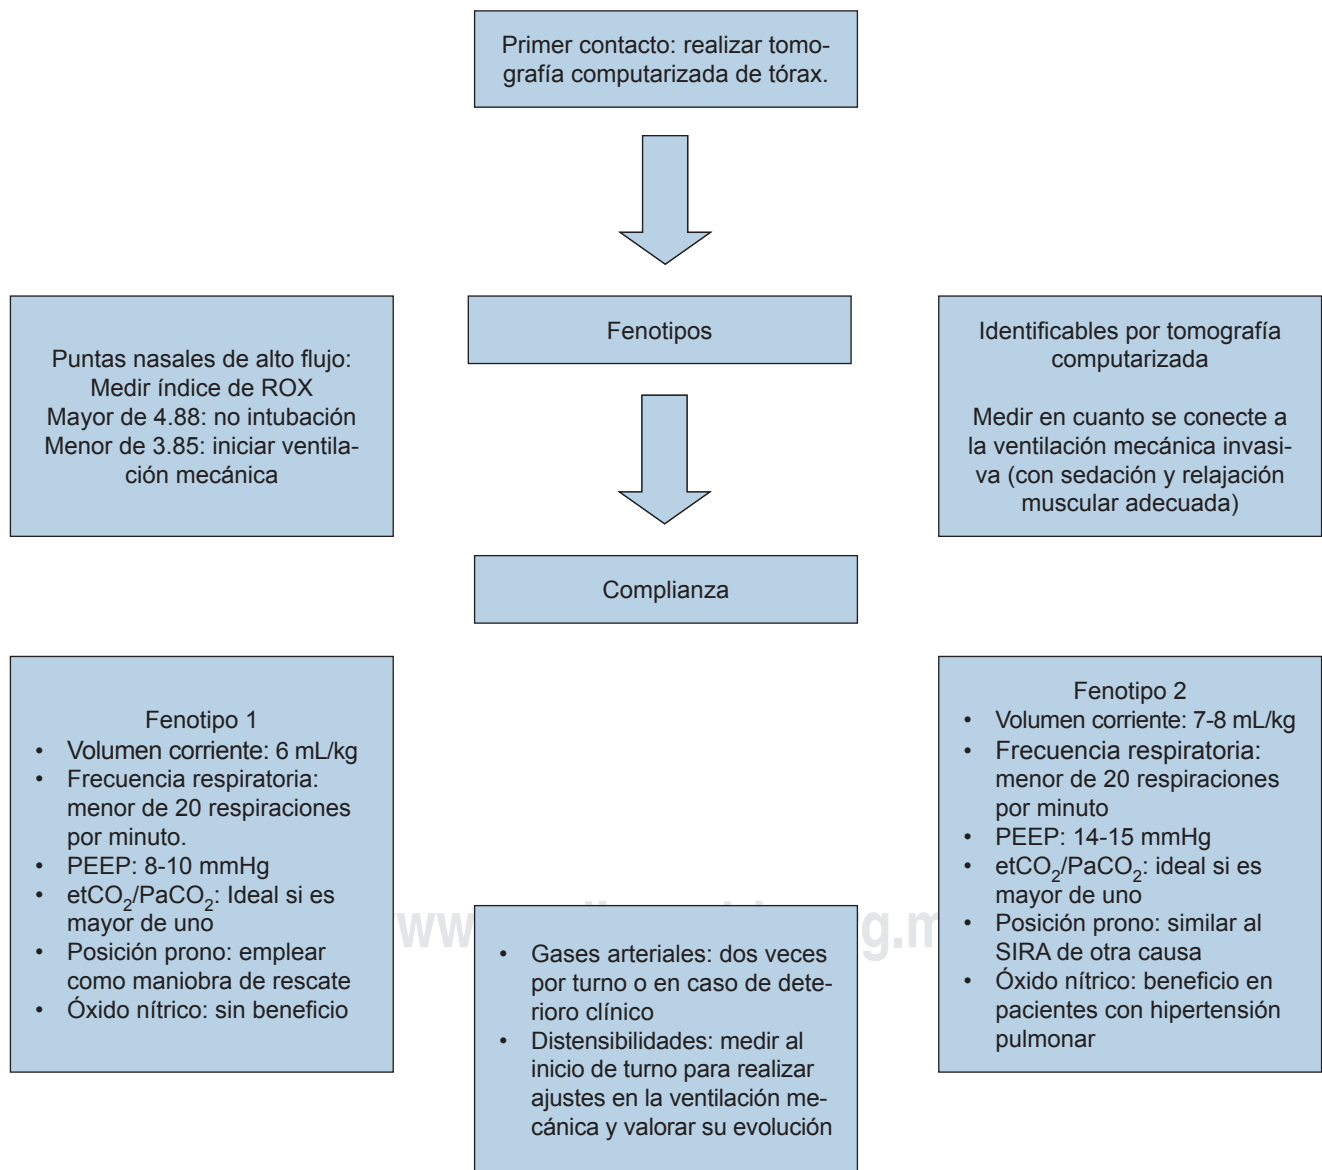 Primer contacto: realizar tomo-
grafía computarizada de tórax.
Puntas nasales de alto flujo:
Medir índice de ROX
Mayor de 4.88: no intubación
Menor de 3.85: iniciar ventila-
ción mecánica
Fenotipos
Identificables por tomografía
computarizada
Medir en cuanto se conecte a
la ventilación mecánica invasi-
va (con sedación y relajación
muscular adecuada)
Complianza
Fenotipo 1
• Volumen corriente: 6 mL/kg
• Frecuencia respiratoria:
menor de 20 respiraciones
por minuto.
• PEEP: 8-10 mmHg
• etCO2/PaCO2: Ideal si es
mayor de uno
• Posición prono: emplear
como maniobra de rescate
• Óxido nítrico: sin beneficio
• Gases arteriales: dos veces
por turno o en caso de dete-
rioro clínico
• Distensibilidades: medir al
inicio de turno para realizar
ajustes en la ventilación me-
cánica y valorar su evolución
Fenotipo 2
• Volumen corriente: 7-8 mL/kg
• Frecuencia respiratoria:
menor de 20 respiraciones
por minuto
• PEEP: 14-15 mmHg
• etCO2/PaCO2: ideal si es
mayor de uno
• Posición prono: similar al
SIRA de otra causa
• Óxido nítrico: beneficio en
pacientes con hipertensión
pulmonar